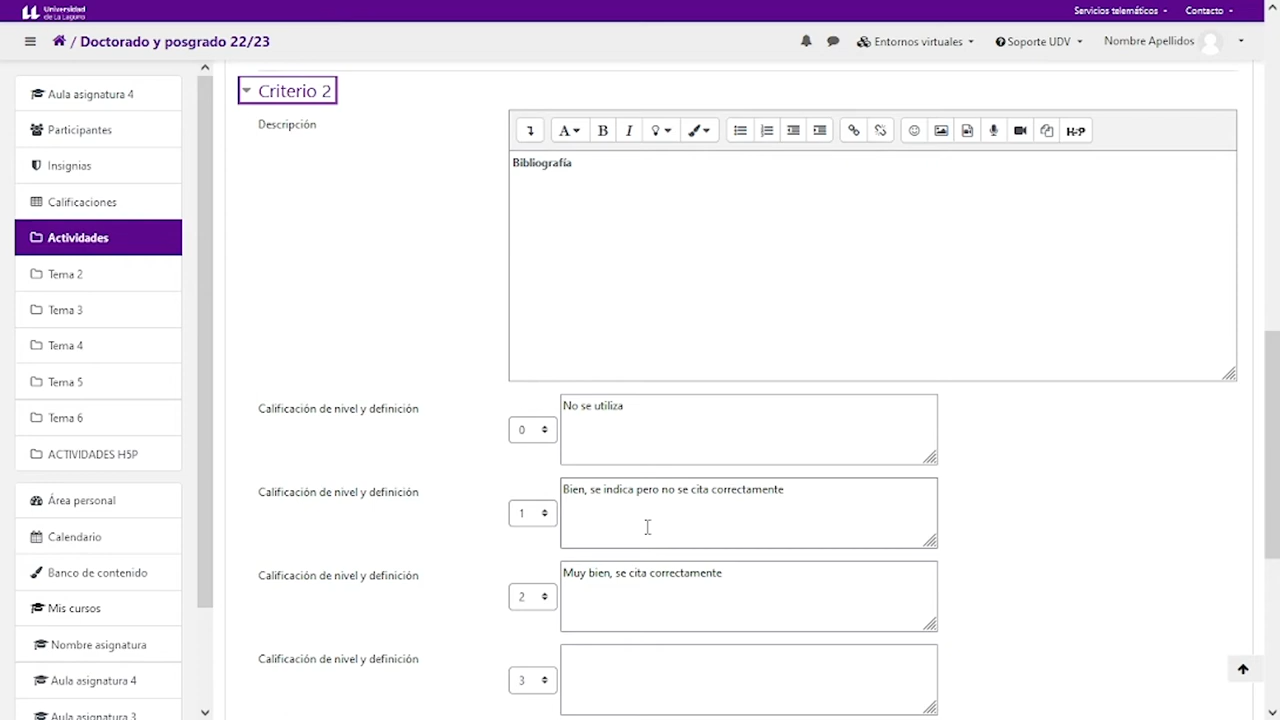 Universidad
de La Laguna
Servicios telemáticos
Contacto
/ Doctorado y posgrado 22/23
Entornos virtuales
Soporte UDV
Nombre Apellidos
Aula asignatura 4
Participantes
Insignias
Calificaciones
Actividades
Tema 2
Tema 3
Tema 4
Tema 5
Tema 6
ACTIVIDADES H5P
Área personal
Calendario
Banco de contenido
Mis cursos
Nombre asignatura
Aula asignatura 4
Aula asignatura 3
Criterio 2
Descripción
A B I H-P
Bibliografía
Calificación de nivel y definición
0
No se utiliza
Calificación de nivel y definición
1
Bien, se indica pero no se cita correctamente
Calificación de nivel y definición
2
Muy bien, se cita correctamente
Calificación de nivel y definición
3